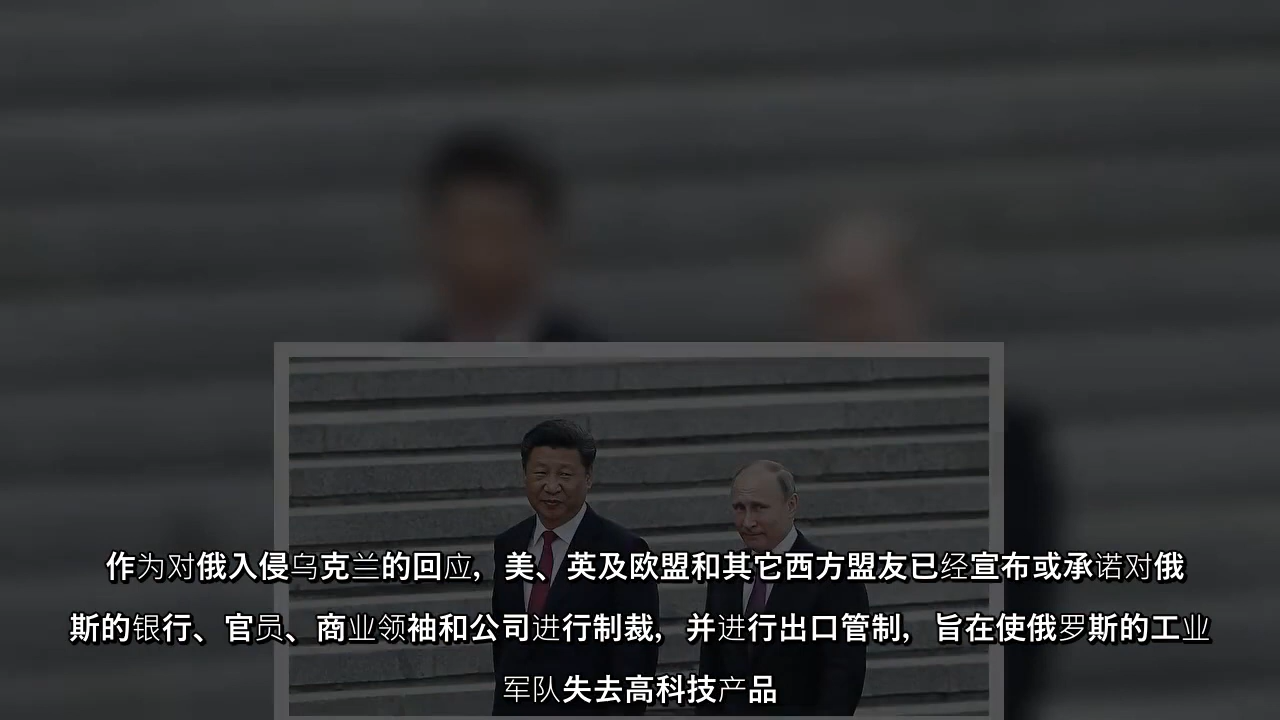 作为对俄入侵乌克兰的回应，美、英及欧盟和其它西方盟友已经宣布或承诺对俄
斯的银行、官员、商业领袖和公司进行制裁，并进行出口管制，旨在使俄罗斯的工业
军队失去高科技产品